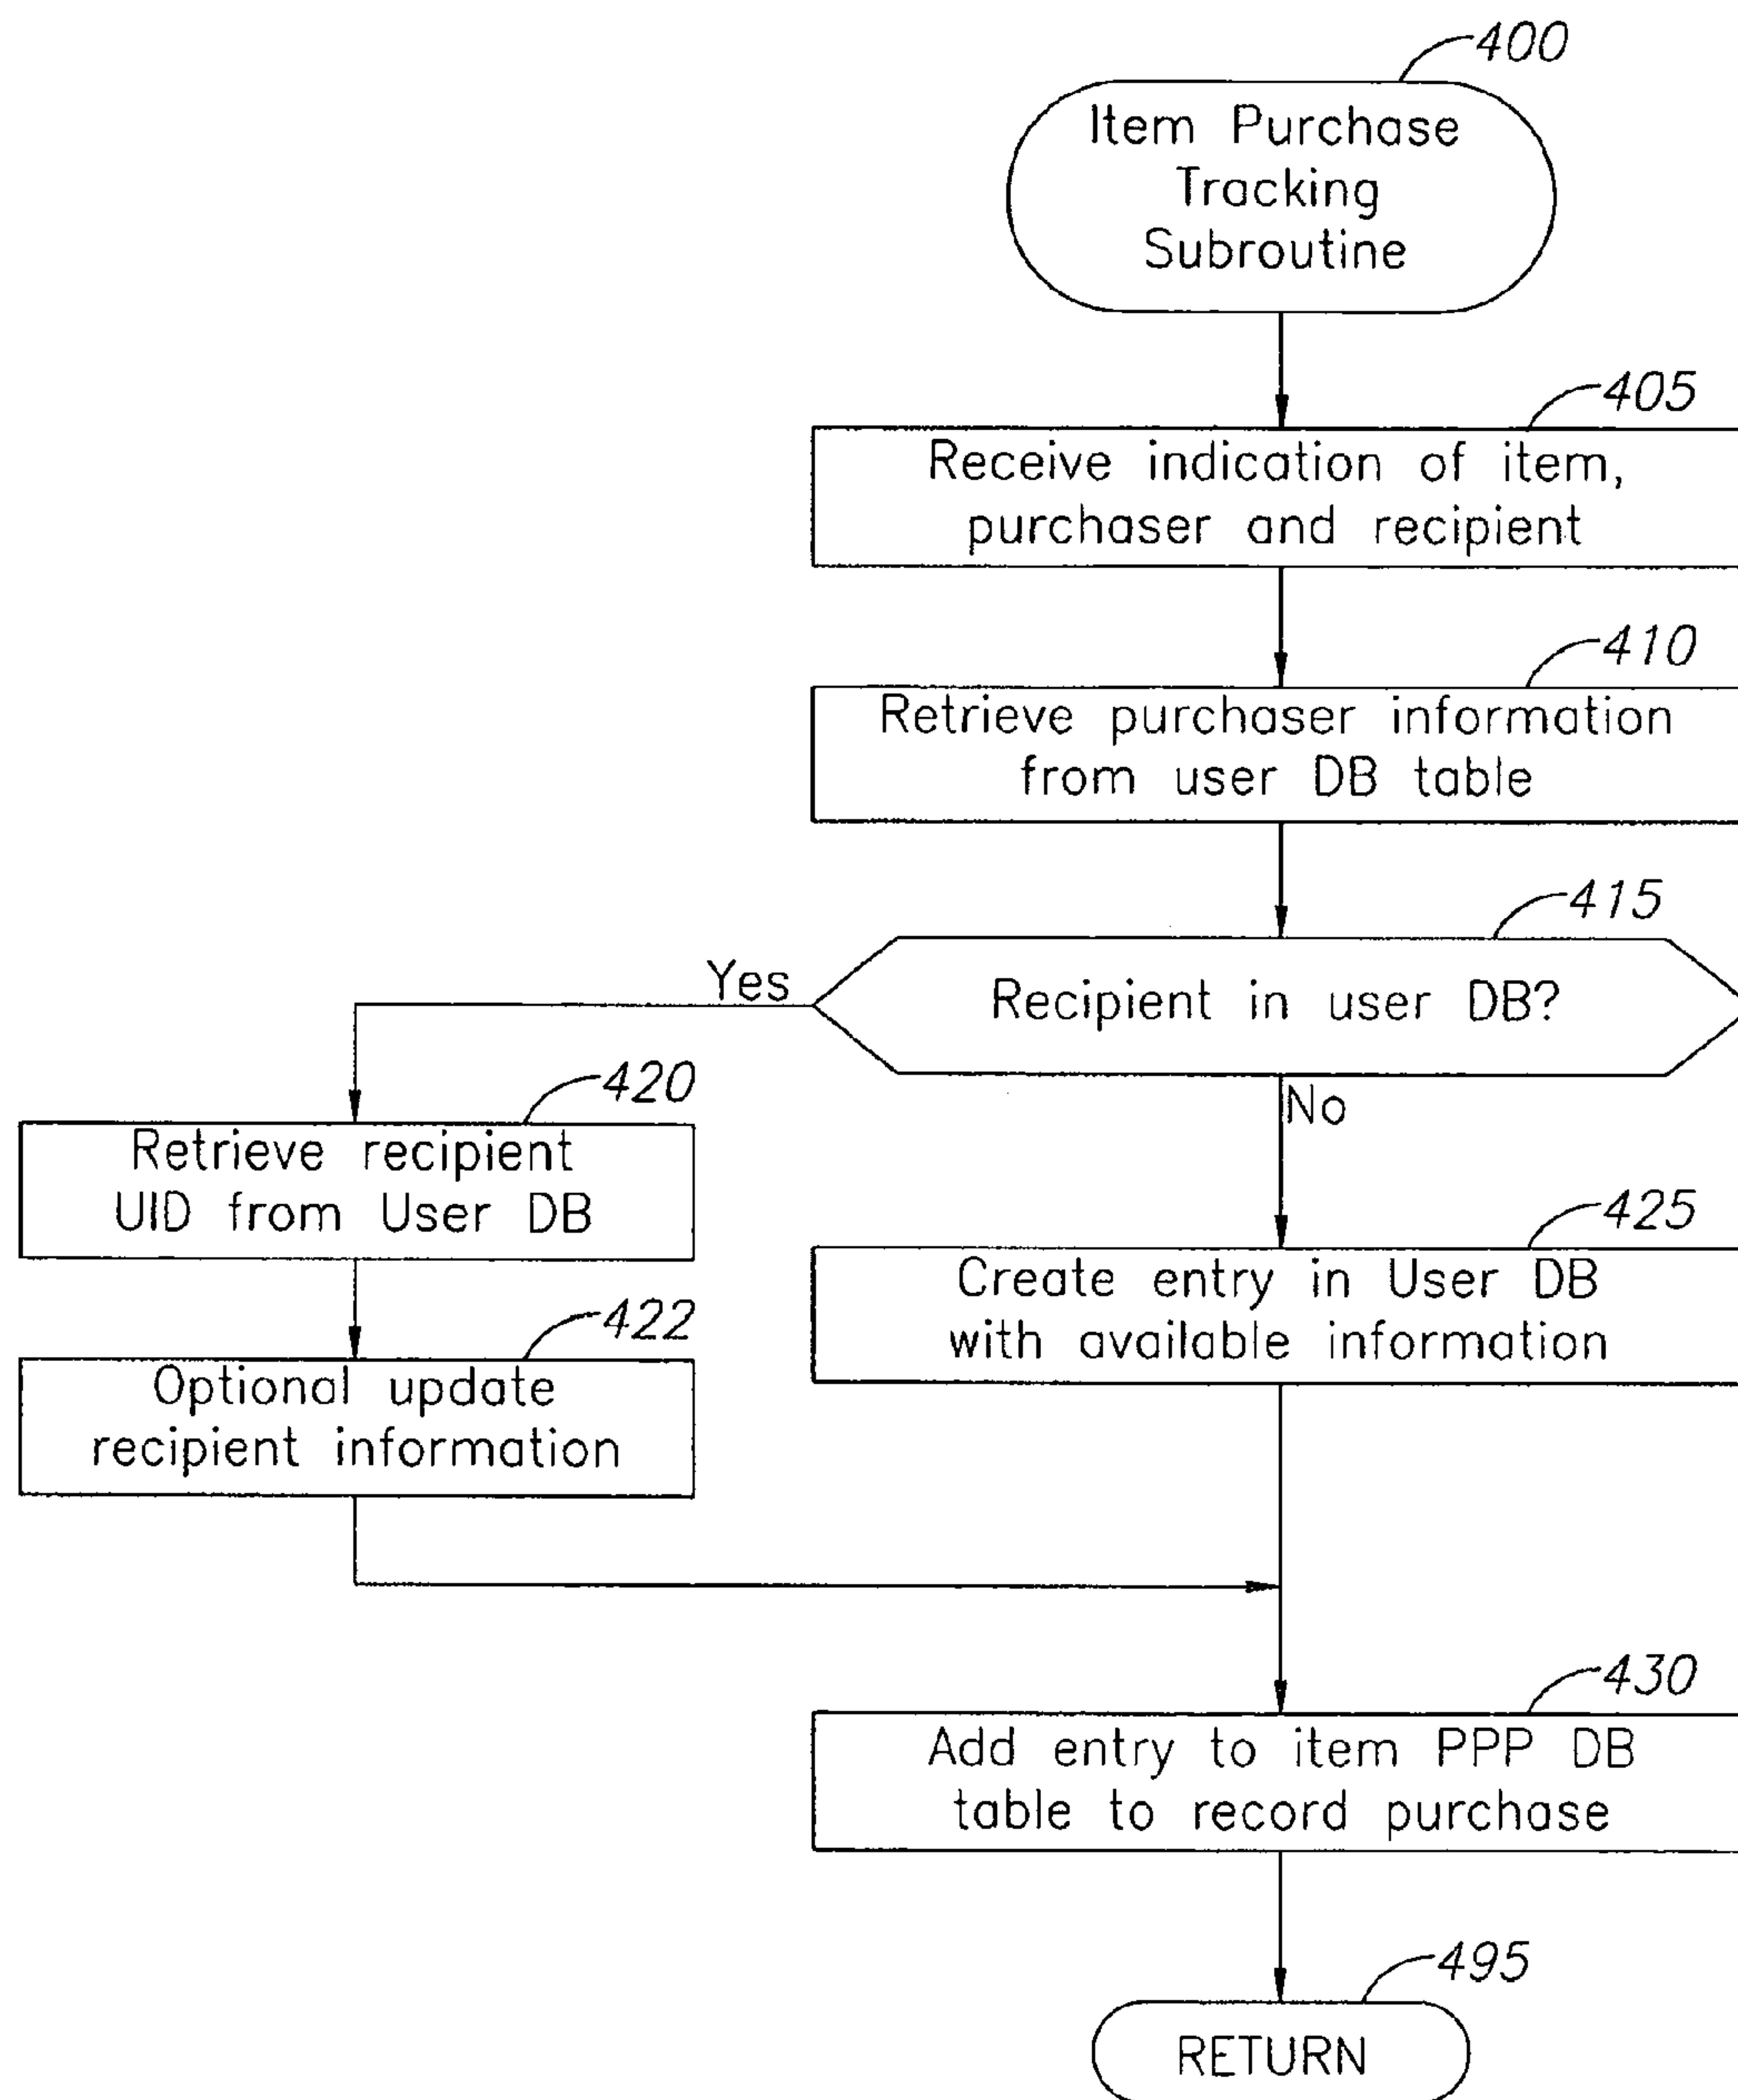 400
Item Purchase
Tracking
Subroutine
405
Receive indication of item,
purchaser and recipient
410
Retrieve purchaser information
from user DB table
415
Recipient in user DB?
Yes
No
420
Retrieve recipient
UID from User DB
422
Optional update
recipient information
425
Create entry in User DB
with available information
430
Add entry to item PPP DB
table to record purchase
495
RETURN